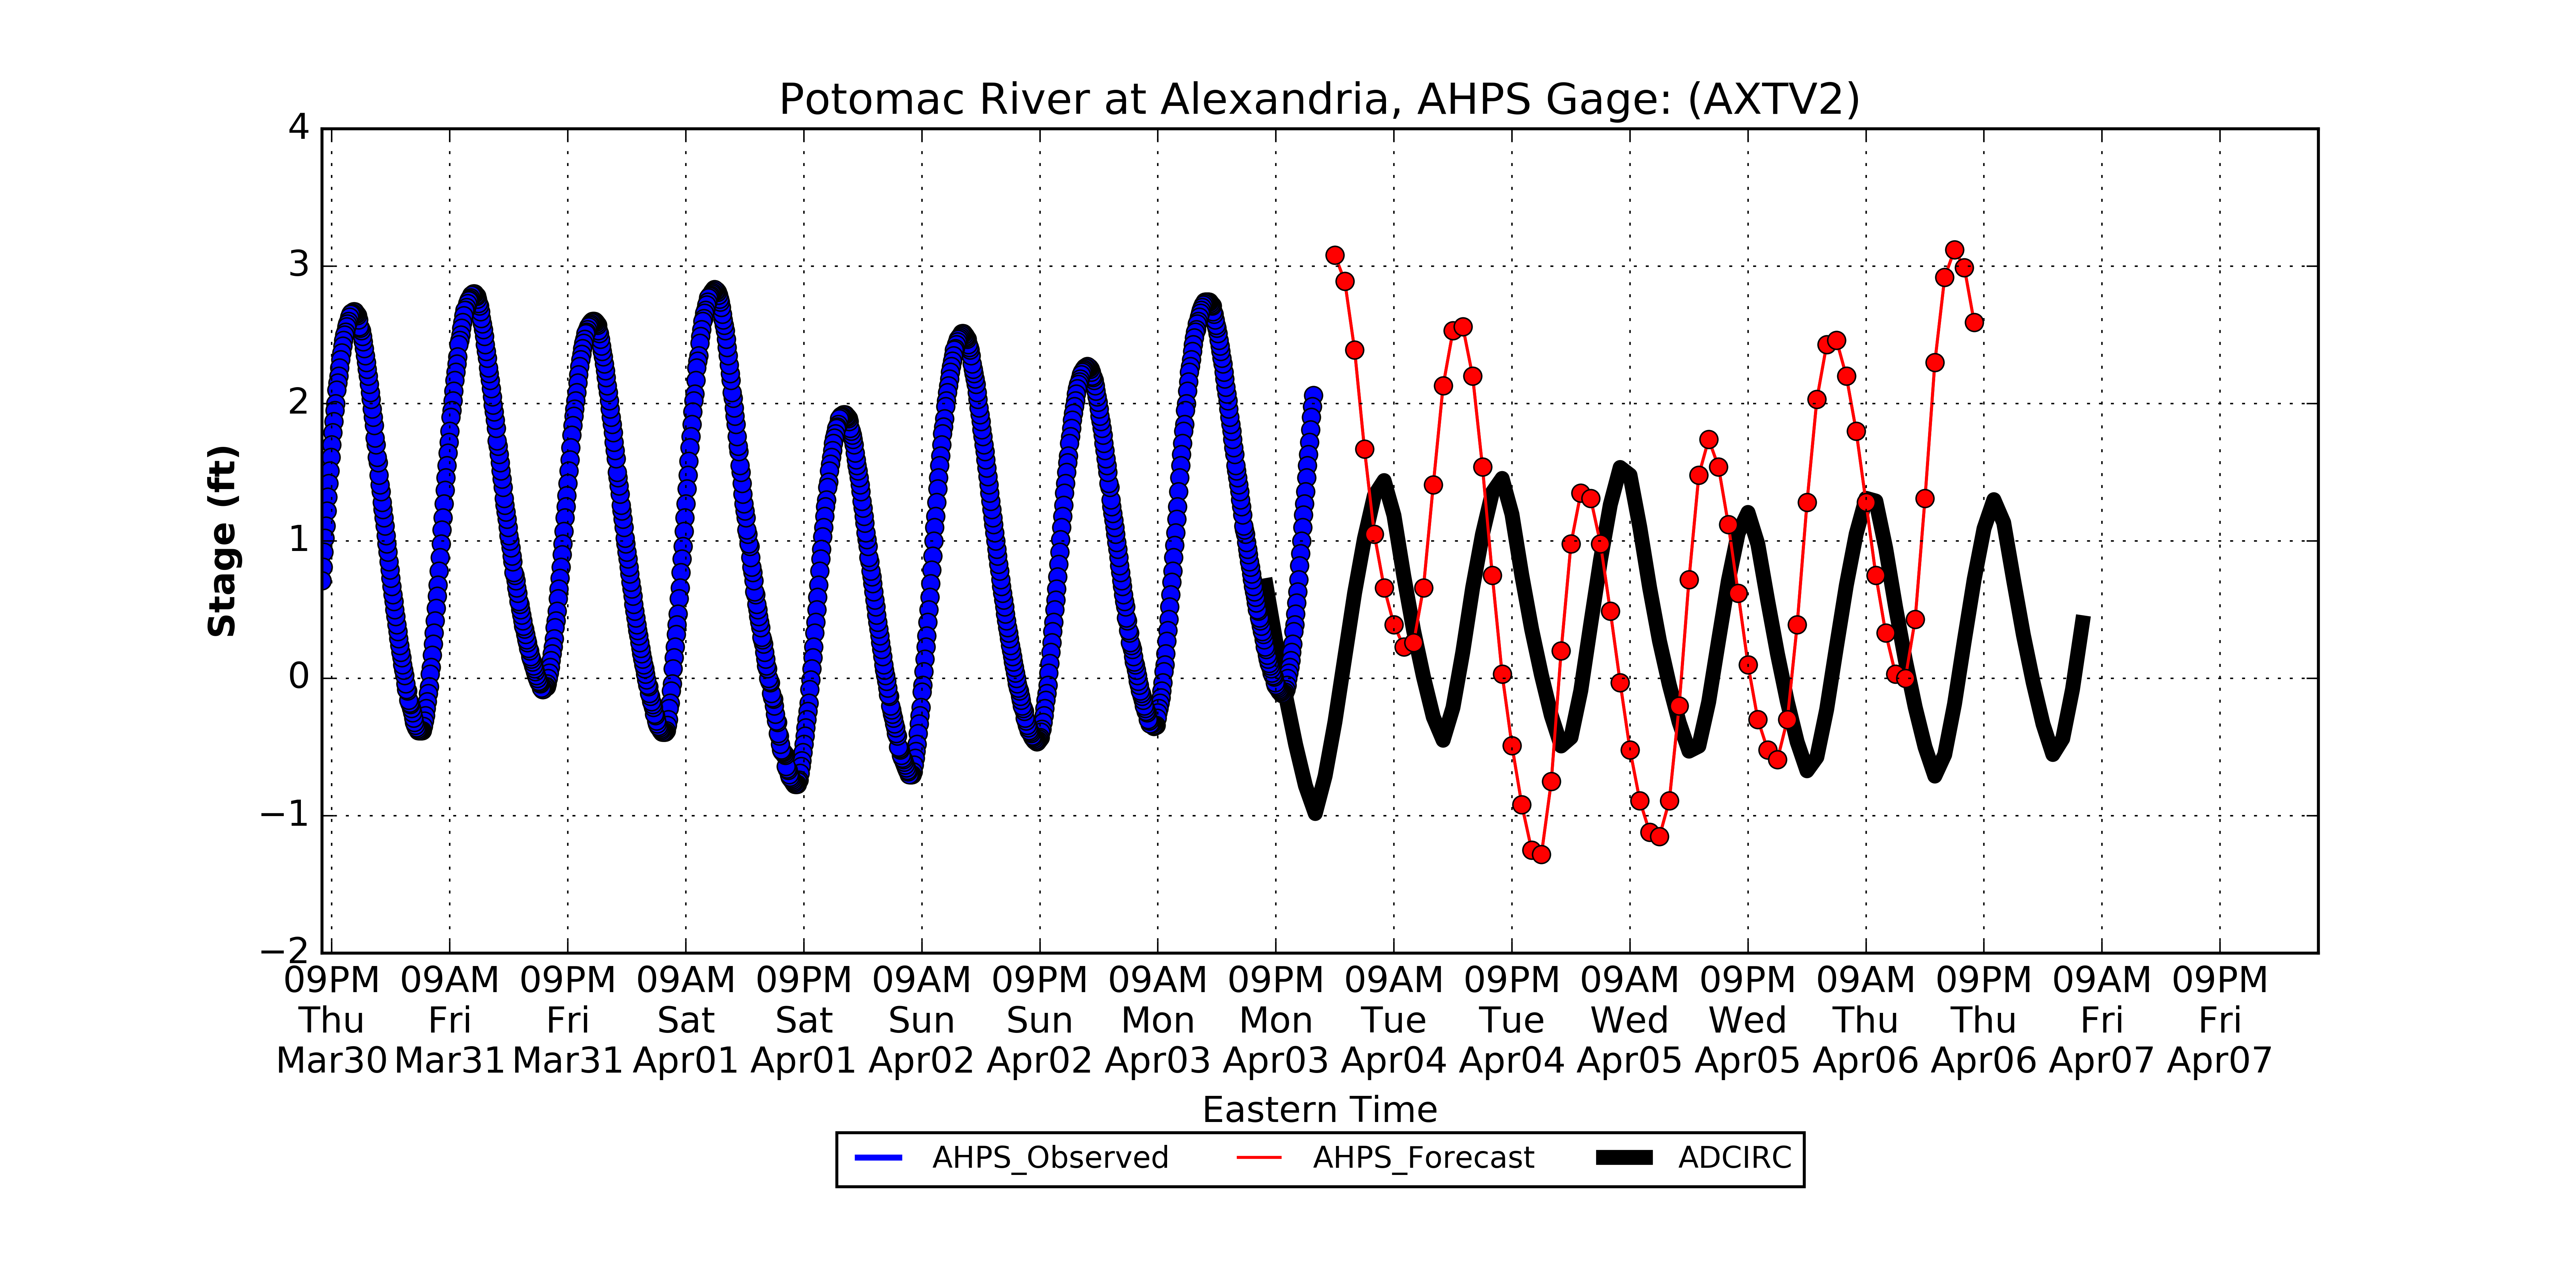 Potomac River at Alexandria, AHPS Gage: (AXTV2)
4
3
2
1
0
−1
−2
Stage (ft)
09PM 09AM 09PM 09AM 09PM 09AM 09PM 09AM 09PM 09AM 09PM 09AM 09PM 09AM 09PM 09AM 09PM
Thu Fri Fri Sat Sat Sun Sun Mon Mon Tue Tue Wed Wed Thu Thu Fri Fri
Mar30 Mar31 Mar31 Apr01 Apr01 Apr02 Apr02 Apr03 Apr03 Apr04 Apr04 Apr05 Apr05 Apr06 Apr06 Apr07 Apr07
Eastern Time
AHPS_Observed AHPS_Forecast ADCIRC